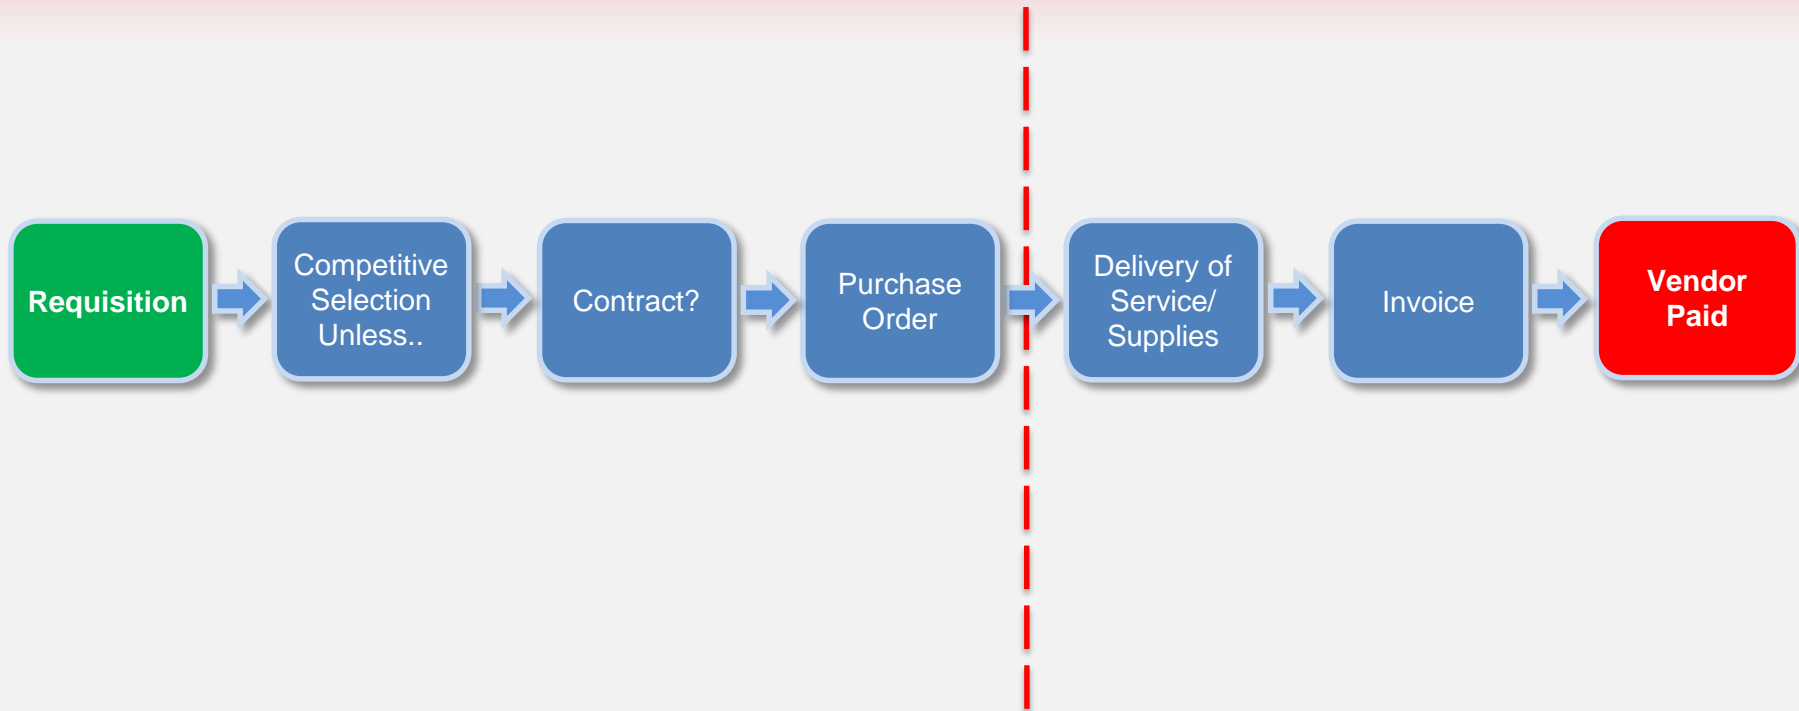 Requisition
Competitive
Selection
Unless..
Contract?
Purchase
Order
Delivery of
Service/
Supplies
Invoice
Vendor
Paid